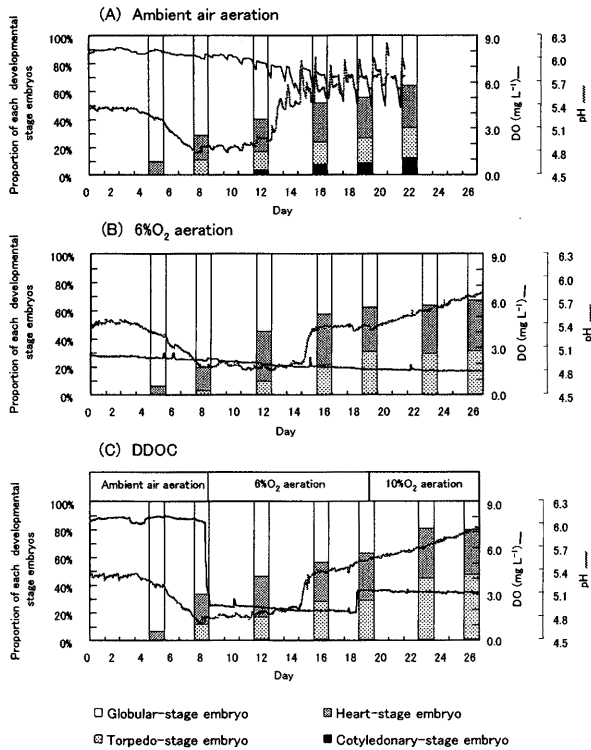 (A) Ambient air aeration
Proportion of each developmental
stage embryos
100%
80%
60%
40%
20%
0%
0 2 4 6 8 10 12 14 16 18 20 22 24 26
Day
9.0
6.0
3.0
0.0
DO (mg L⁻¹)
6.3
6.0
5.7
5.4
5.1
4.8
4.5
pH
(B) 6%O₂ aeration
Proportion of each developmental
stage embryos
100%
80%
60%
40%
20%
0%
0 2 4 6 8 10 12 14 16 18 20 22 24 26
Day
9.0
6.0
3.0
0.0
DO (mg L⁻¹)
6.3
6.0
5.7
5.4
5.1
4.8
4.5
pH
(C) DDOC
Ambient air aeration 6%O₂ aeration 10%O₂ aeration
Proportion of each developmental
stage embryos
100%
80%
60%
40%
20%
0%
0 2 4 6 8 10 12 14 16 18 20 22 24 26
Day
9.0
6.0
3.0
0.0
DO (mg L⁻¹)
6.3
6.0
5.7
5.4
5.1
4.8
4.5
pH
Globular-stage embryo
Heart-stage embryo
Torpedo-stage embryo
Cotyledonary-stage embryo